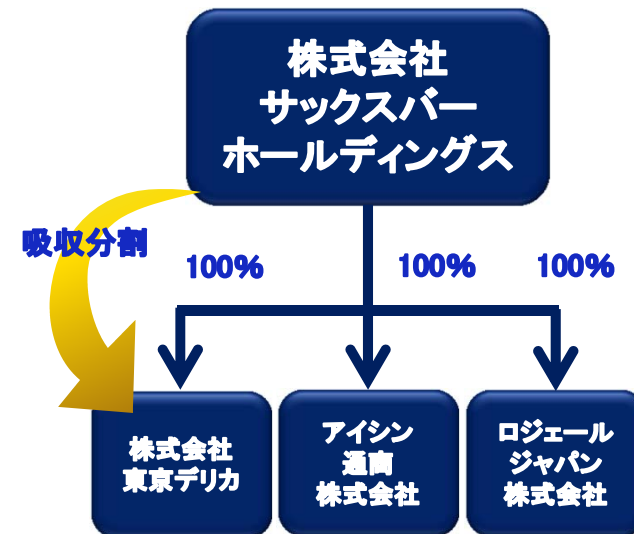 株式会社
サックスバー
ホールディングス
吸収分割
100%
100%
100%
株式会社
東京デリカ
アイシン
通商
株式会社
ロジェール
ジャパン
株式会社